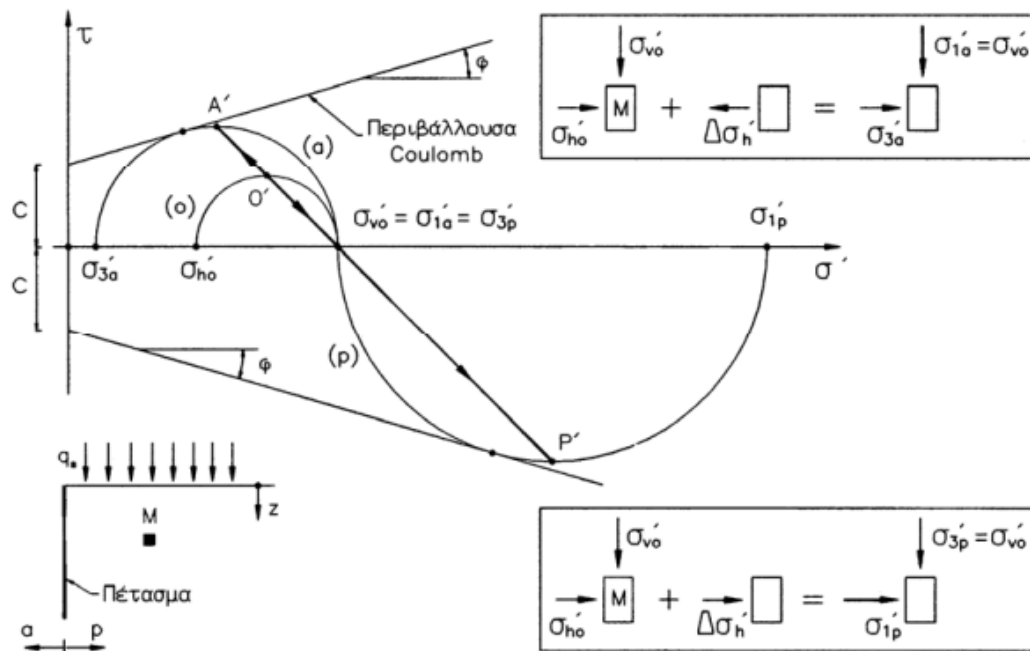 τ
φ
A′
Περιβάλλουσα
Coulomb
(a)
C
(o)
O′
σ′vo = σ′1a = σ′3p
σ′1p
σ′3a
σ′ho
σ′
C
φ
(p)
P′
q∞
z
M
Πέτασμα
a
p
σ′vo
σ′1a = σ′vo
M
+
=
σ′ho
Δσ′h
σ′3a
σ′vo
σ′3p = σ′vo
M
+
=
σ′ho
Δσ′h
σ′1p